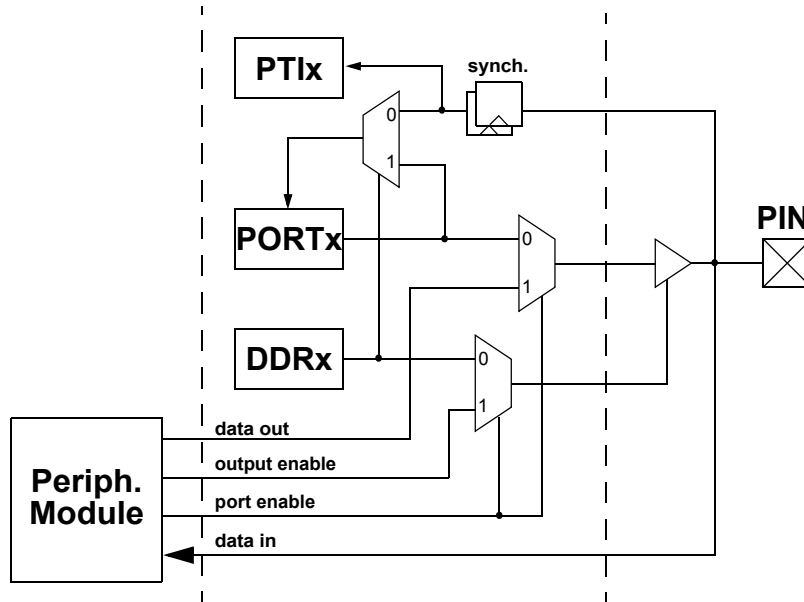 PTIx
synch.
0
1
PORTx
PIN
0
1
DDRx
0
1
data out
Periph.
Module
output enable
port enable
data in